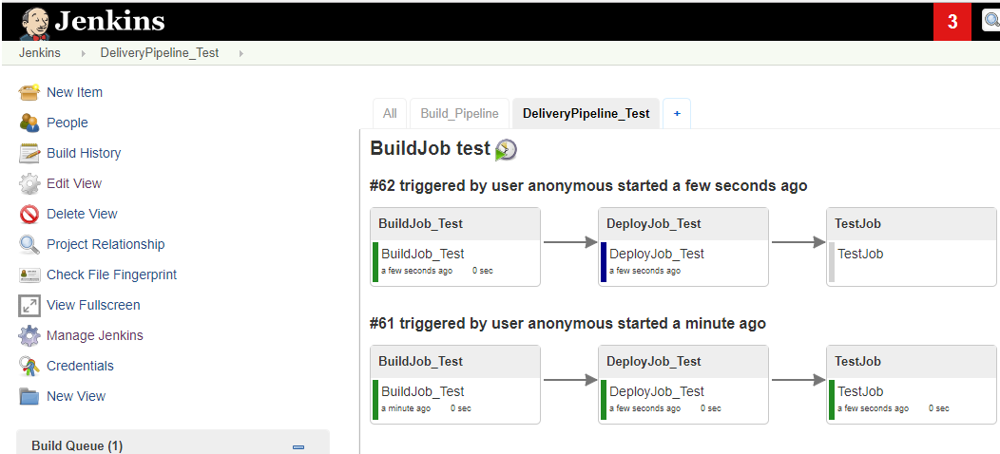 Jenkins
3
Jenkins DeliveryPipeline_Test
New Item
People
Build History
Edit View
Delete View
Project Relationship
Check File Fingerprint
View Fullscreen
Manage Jenkins
Credentials
New View
Build Queue (1)
All Build_Pipeline DeliveryPipeline_Test +
BuildJob test
#62 triggered by user anonymous started a few seconds ago
BuildJob_Test DeployJob_Test TestJob
BuildJob_Test DeployJob_Test TestJob
a few seconds ago 0 sec a few seconds ago
#61 triggered by user anonymous started a minute ago
BuildJob_Test DeployJob_Test TestJob
BuildJob_Test DeployJob_Test TestJob
a minute ago 0 sec a few seconds ago 0 sec a few seconds ago 0 sec